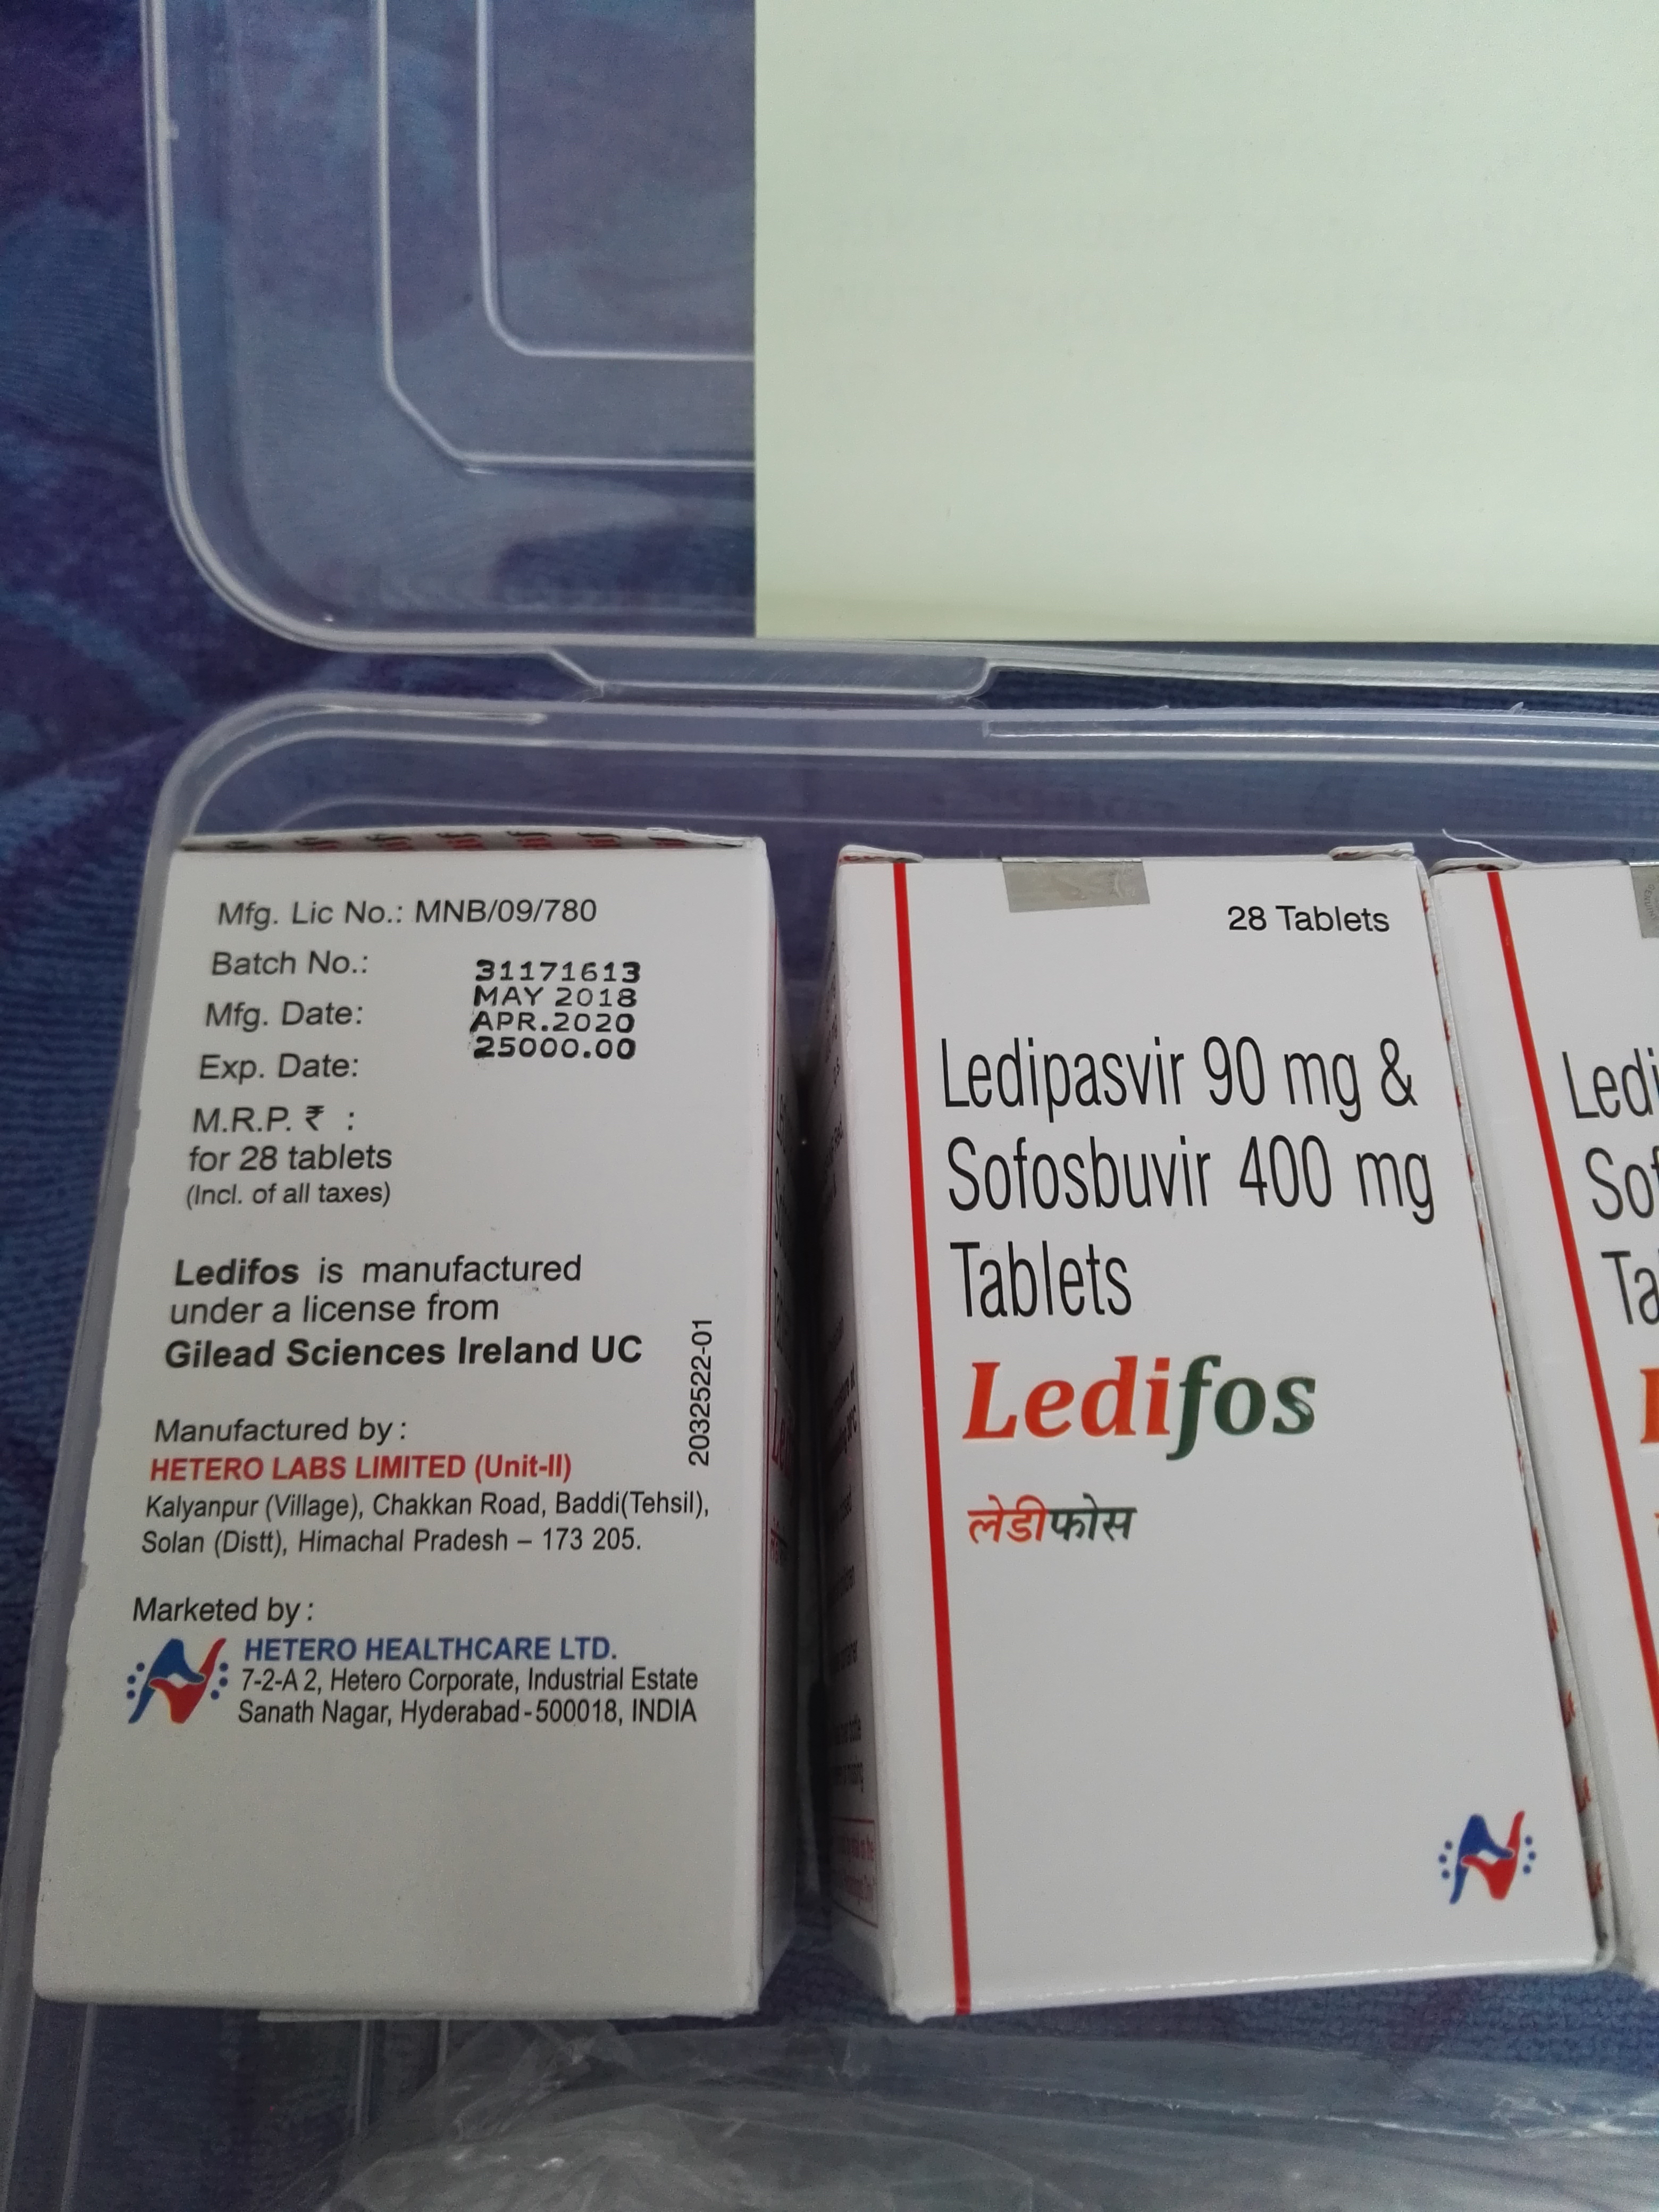 Mfg. Lic No.: MNB/09/780
Batch No.: 31171613
Mfg. Date: MAY 2018
Exp. Date: APR.2020
M.R.P. ₹ : 25000.00
for 28 tablets
(Incl. of all taxes)
Ledifos is manufactured
under a license from
Gilead Sciences Ireland UC
2032522-01
Manufactured by :
HETERO LABS LIMITED (Unit-II)
Kalyanpur (Village), Chakkan Road, Baddi(Tehsil),
Solan (Distt), Himachal Pradesh – 173 205.
Marketed by :
HETERO HEALTHCARE LTD.
7-2-A 2, Hetero Corporate, Industrial Estate
Sanath Nagar, Hyderabad - 500018, INDIA
28 Tablets
Ledipasvir 90 mg &
Sofosbuvir 400 mg
Tablets
Ledifos
लेडीफोस
Ledi
Sof
Ta